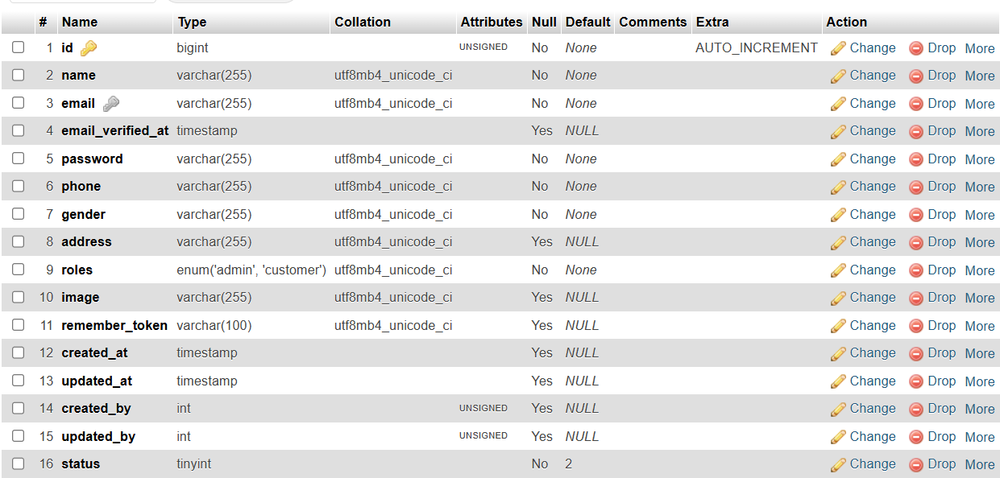 # Name Type Collation Attributes Null Default Comments Extra Action
1 id bigint UNSIGNED No None AUTO_INCREMENT Change Drop More
2 name varchar(255) utf8mb4_unicode_ci No None Change Drop More
3 email varchar(255) utf8mb4_unicode_ci No None Change Drop More
4 email_verified_at timestamp Yes NULL Change Drop More
5 password varchar(255) utf8mb4_unicode_ci No None Change Drop More
6 phone varchar(255) utf8mb4_unicode_ci No None Change Drop More
7 gender varchar(255) utf8mb4_unicode_ci No None Change Drop More
8 address varchar(255) utf8mb4_unicode_ci Yes NULL Change Drop More
9 roles enum('admin', 'customer') utf8mb4_unicode_ci No None Change Drop More
10 image varchar(255) utf8mb4_unicode_ci Yes NULL Change Drop More
11 remember_token varchar(100) utf8mb4_unicode_ci Yes NULL Change Drop More
12 created_at timestamp Yes NULL Change Drop More
13 updated_at timestamp Yes NULL Change Drop More
14 created_by int UNSIGNED Yes NULL Change Drop More
15 updated_by int UNSIGNED Yes NULL Change Drop More
16 status tinyint No 2 Change Drop More